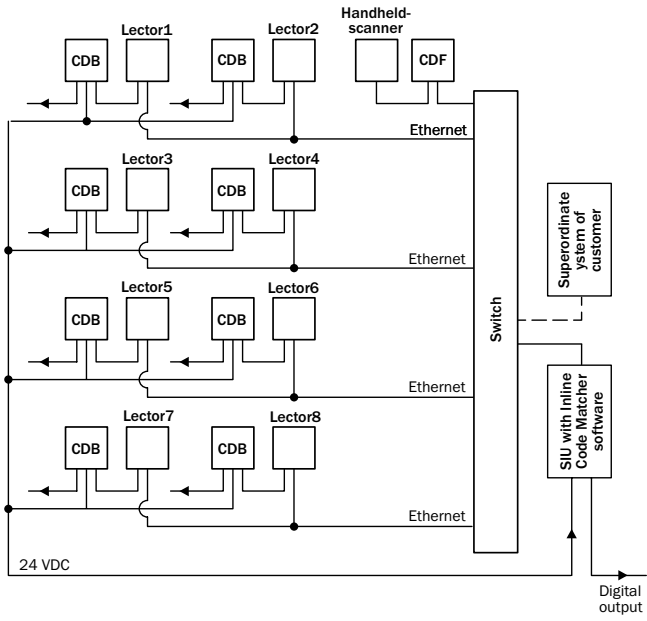 Handheld-
scanner
Lector1
Lector2
CDB
CDB
CDF
Ethernet
Lector3
Lector4
CDB
CDB
Ethernet
Superordinate
ystem of
customer
Lector5
Lector6
CDB
CDB
Switch
Ethernet
SIU with Inline
Code Matcher
software
Lector7
Lector8
CDB
CDB
Ethernet
24 VDC
Digital
output